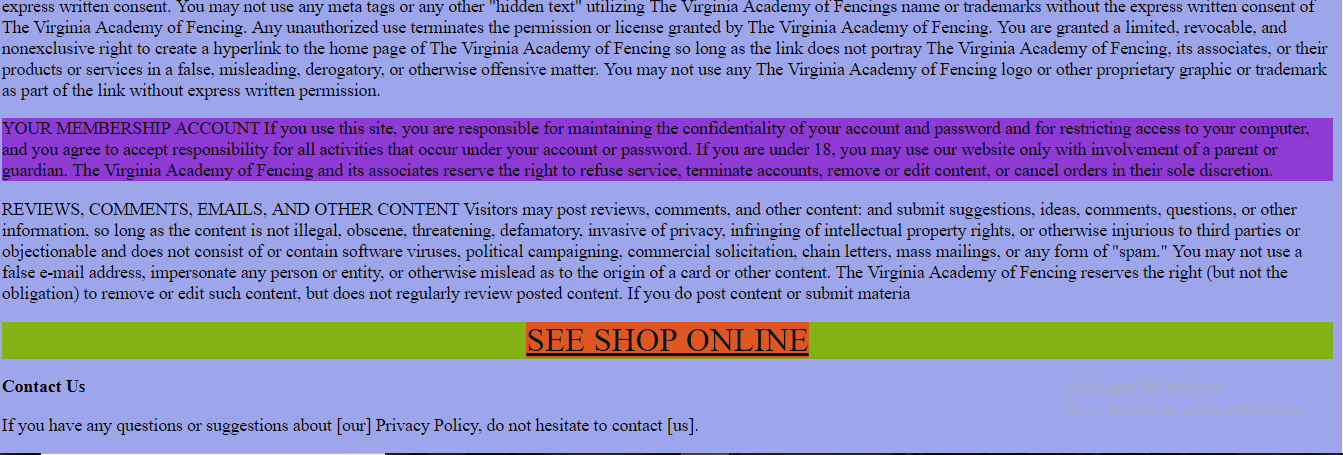 express written consent. You may not use any meta tags or any other "hidden text" utilizing The Virginia Academy of Fencings name or trademarks without the express written consent of
The Virginia Academy of Fencing. Any unauthorized use terminates the permission or license granted by The Virginia Academy of Fencing. You are granted a limited, revocable, and
nonexclusive right to create a hyperlink to the home page of The Virginia Academy of Fencing so long as the link does not portray The Virginia Academy of Fencing, its associates, or their
products or services in a false, misleading, derogatory, or otherwise offensive matter. You may not use any The Virginia Academy of Fencing logo or other proprietary graphic or trademark
as part of the link without express written permission.
YOUR MEMBERSHIP ACCOUNT If you use this site, you are responsible for maintaining the confidentiality of your account and password and for restricting access to your computer,
and you agree to accept responsibility for all activities that occur under your account or password. If you are under 18, you may use our website only with involvement of a parent or
guardian. The Virginia Academy of Fencing and its associates reserve the right to refuse service, terminate accounts, remove or edit content, or cancel orders in their sole discretion.
REVIEWS, COMMENTS, EMAILS, AND OTHER CONTENT Visitors may post reviews, comments, and other content: and submit suggestions, ideas, comments, questions, or other
information, so long as the content is not illegal, obscene, threatening, defamatory, invasive of privacy, infringing of intellectual property rights, or otherwise injurious to third parties or
objectionable and does not consist of or contain software viruses, political campaigning, commercial solicitation, chain letters, mass mailings, or any form of "spam." You may not use a
false e-mail address, impersonate any person or entity, or otherwise mislead as to the origin of a card or other content. The Virginia Academy of Fencing reserves the right (but not the
obligation) to remove or edit such content, but does not regularly review posted content. If you do post content or submit materia
SEE SHOP ONLINE
Contact Us
Activate Windows
Go to Settings to activate Windows.
If you have any questions or suggestions about [our] Privacy Policy, do not hesitate to contact [us].